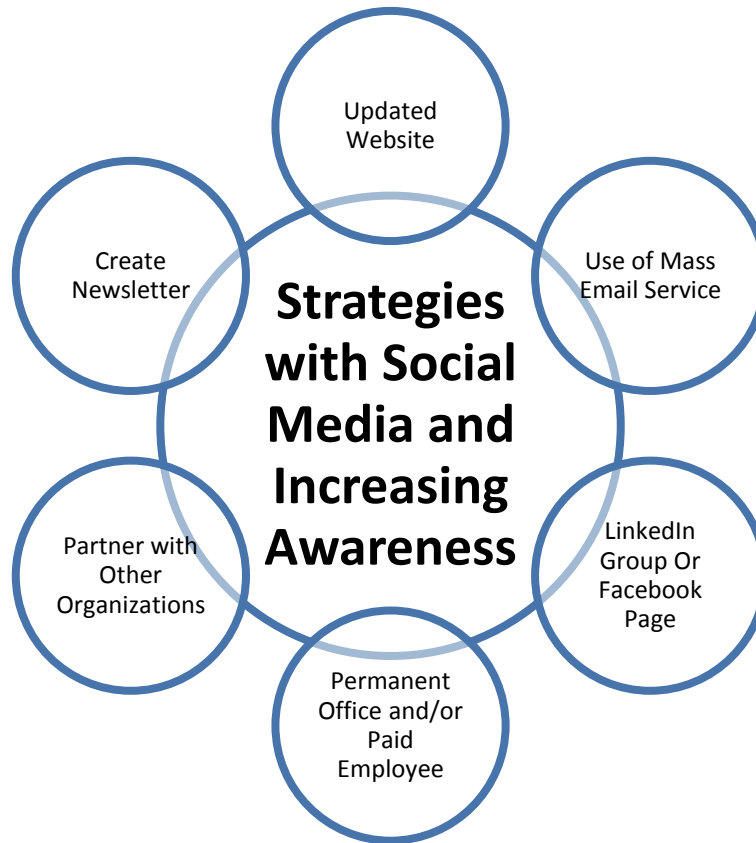 Updated
Website
Use of Mass
Email Service
LinkedIn
Group Or
Facebook
Page
Permanent
Office and/or
Paid
Employee
Partner with
Other
Organizations
Create
Newsletter
Strategies
with Social
Media and
Increasing
Awareness